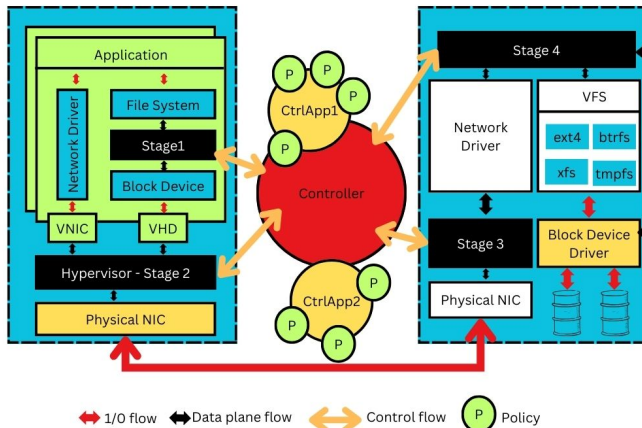 Application
Network Driver
File System
Stage1
Block Device
VNIC
VHD
Hypervisor - Stage 2
Physical NIC
P
P
P
P
CtrlApp1
Controller
CtrlApp2
P
P
P
Stage 4
Network
Driver
VFS
ext4
btrfs
xfs
tmpfs
Stage 3
Block Device
Driver
Physical NIC
1/0 flow
Data plane flow
Control flow
P
Policy